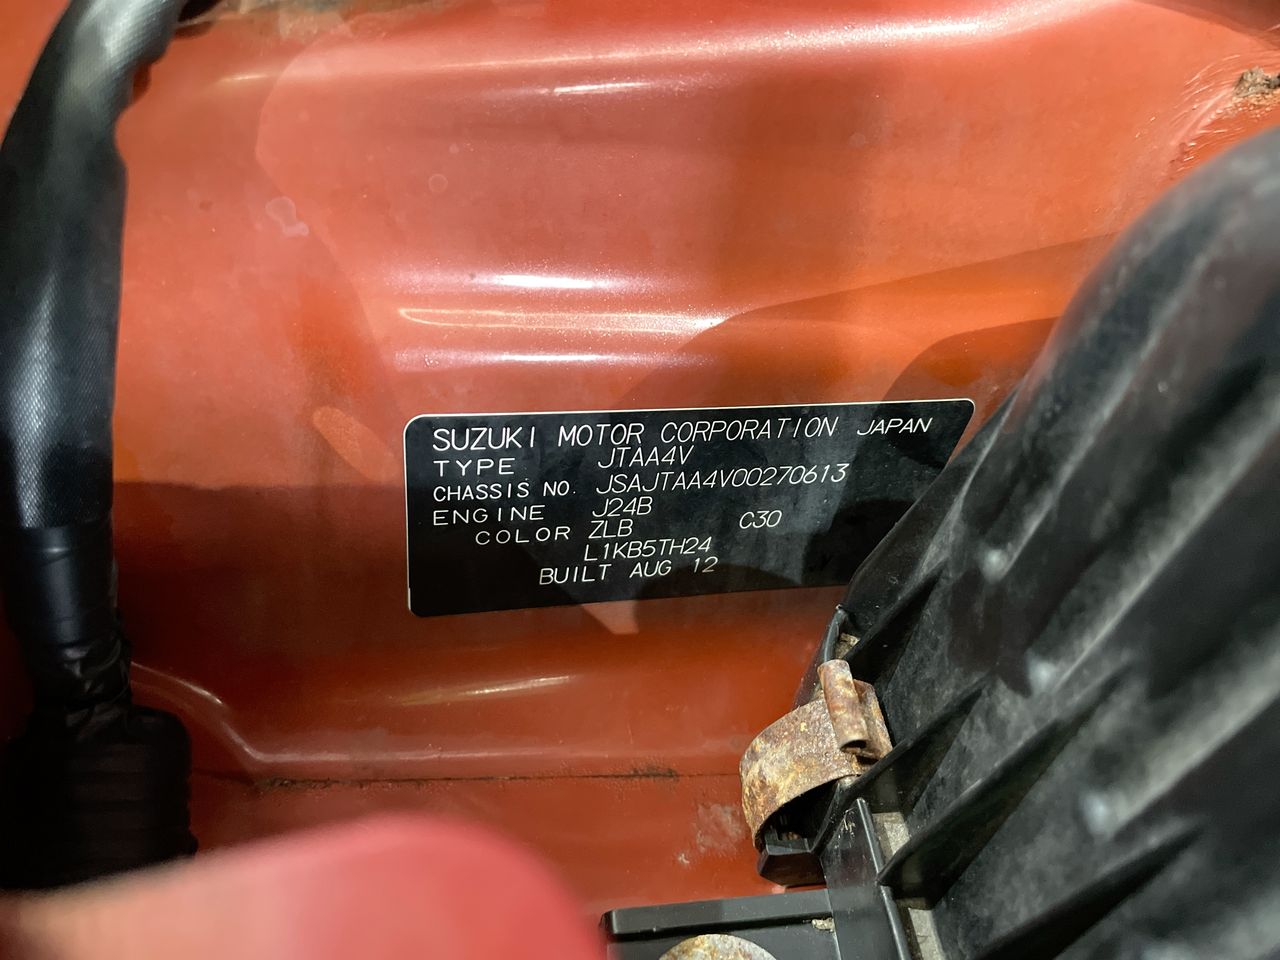 SUZUKI MOTOR CORPORATION JAPAN
TYPE JTAA4V
CHASSIS NO. JSAJTAA4V00270613
ENGINE J24B
COLOR ZLB C30
L1KB5TH24
BUILT AUG 12